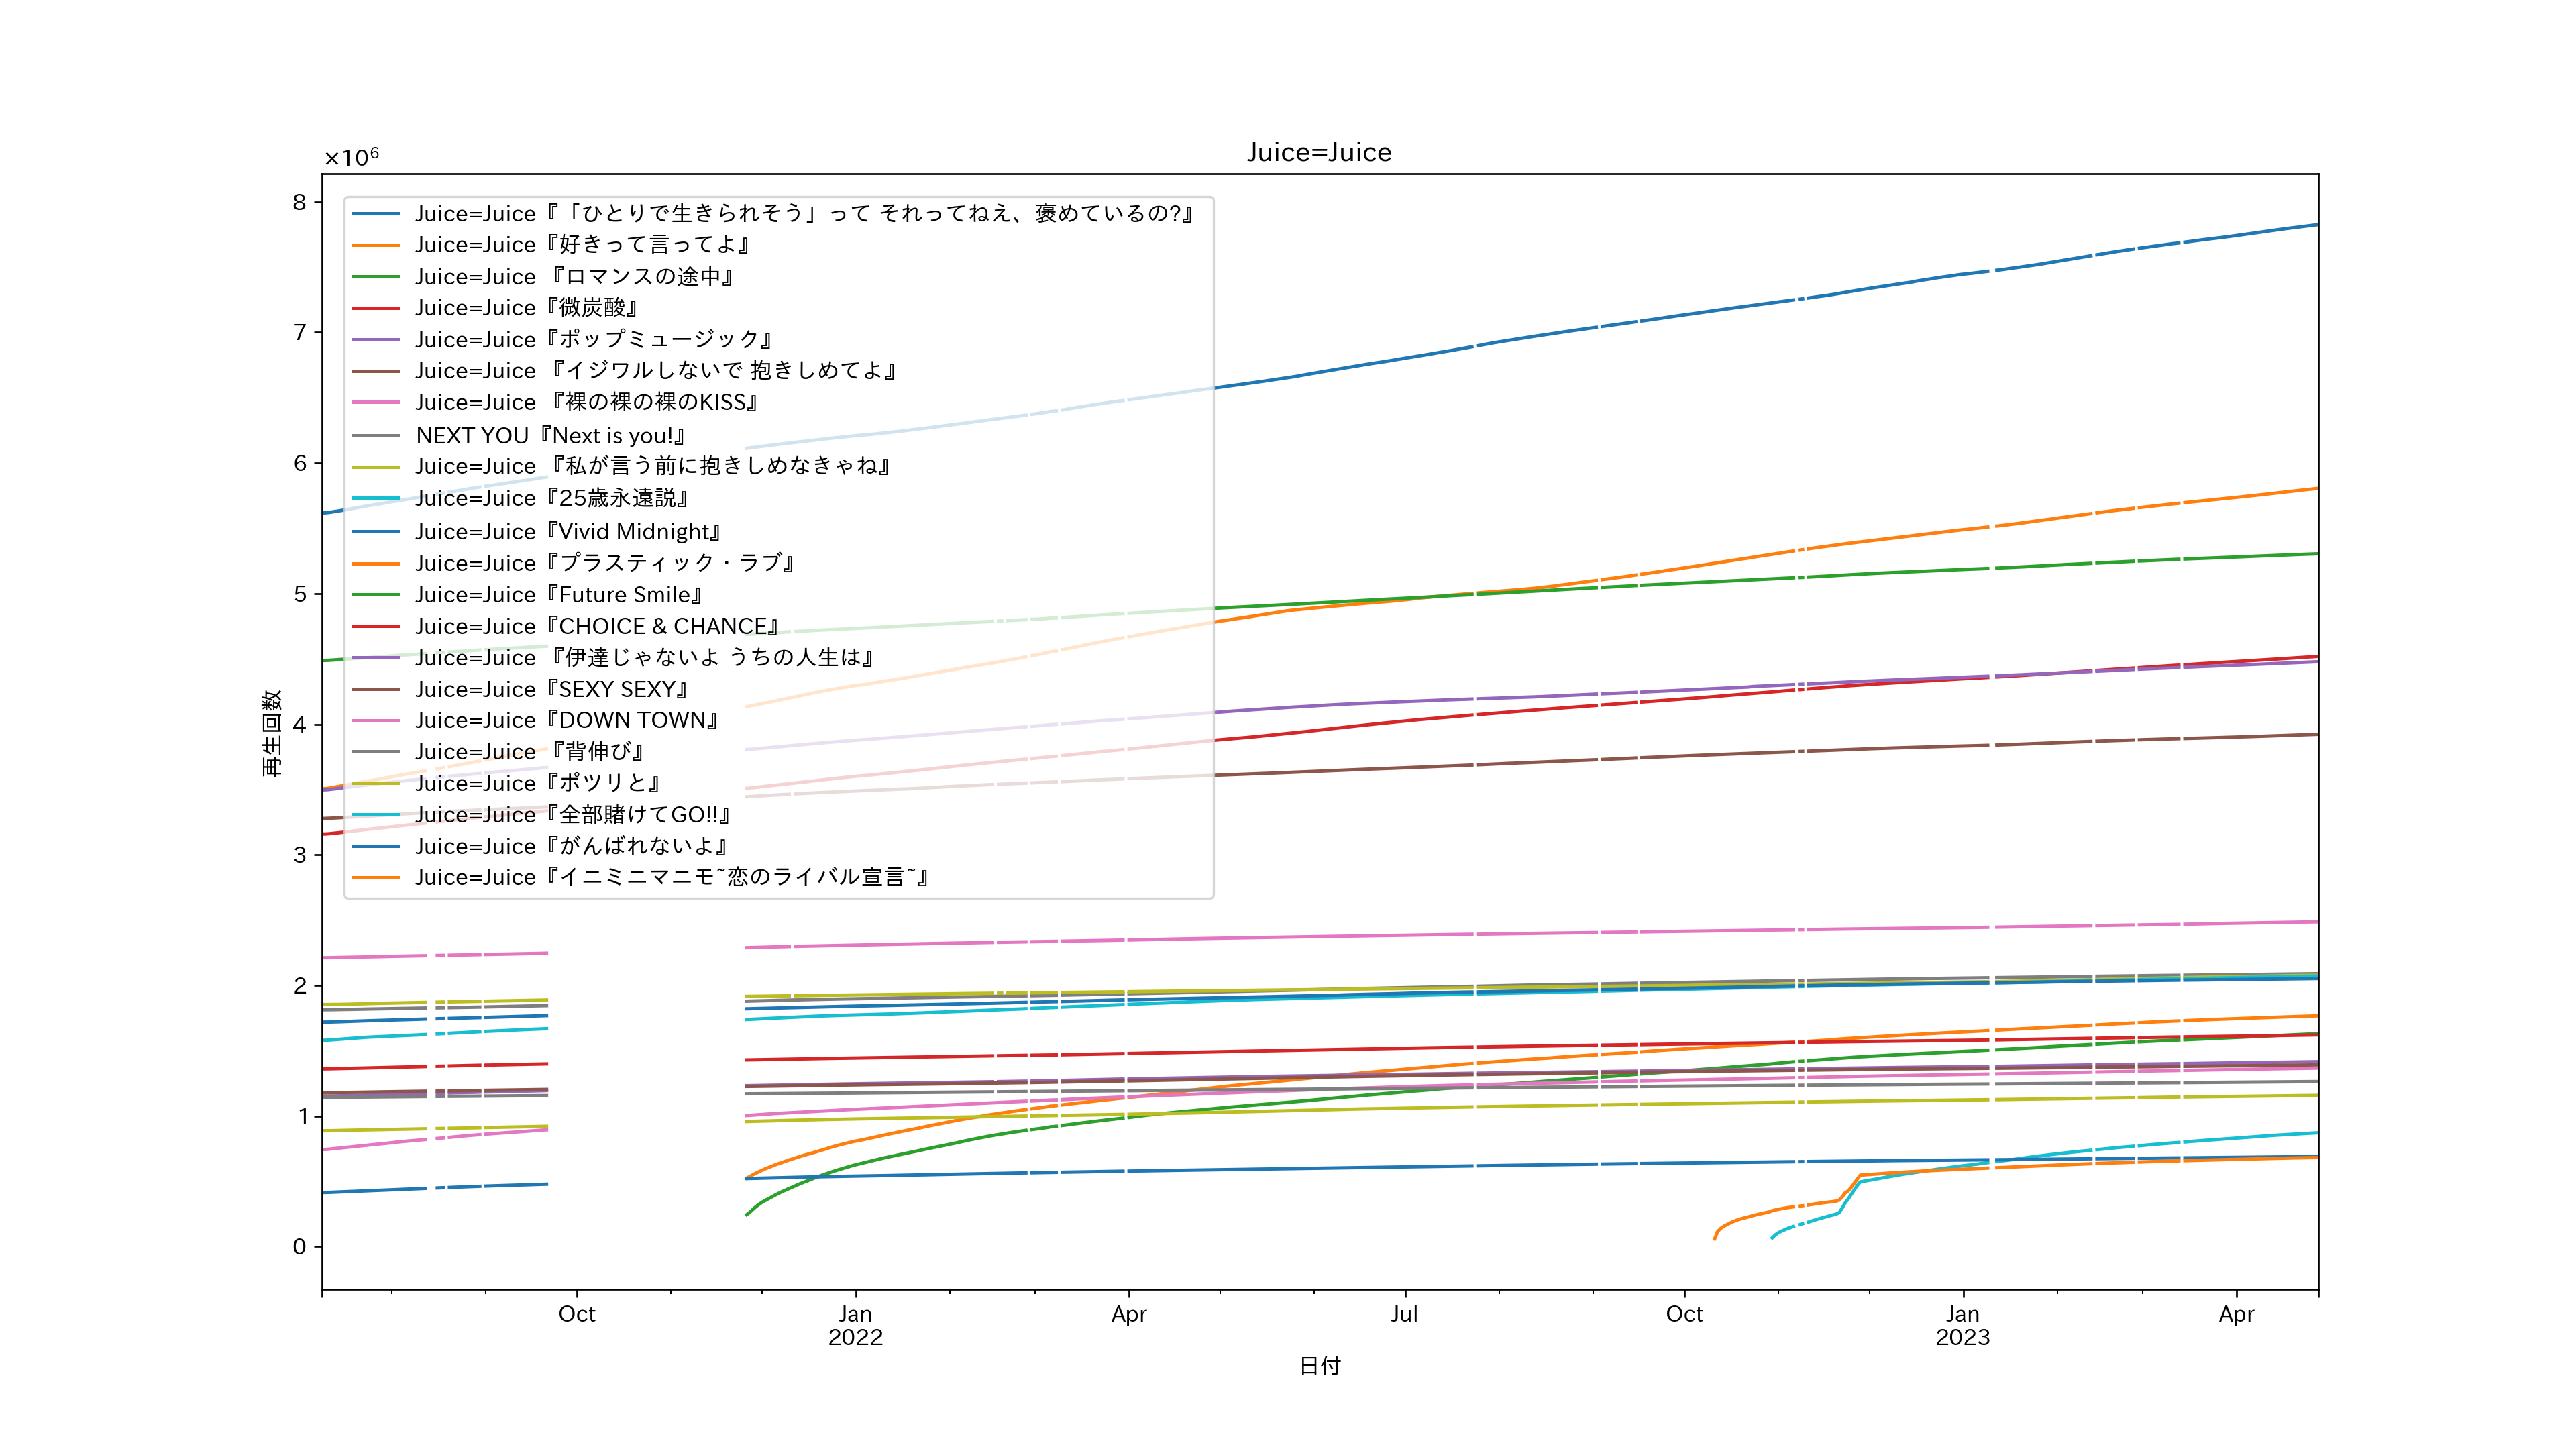 Juice=Juice
×10⁶
8
7
6
5
4
3
2
1
0
再生回数
Juice=Juice『「ひとりで生きられそう」って それってねえ、褒めているの?』
Juice=Juice『好きって言ってよ』
Juice=Juice 『ロマンスの途中』
Juice=Juice『微炭酸』
Juice=Juice『ポップミュージック』
Juice=Juice 『イジワルしないで 抱きしめてよ』
Juice=Juice 『裸の裸の裸のKISS』
NEXT YOU『Next is you!』
Juice=Juice 『私が言う前に抱きしめなきゃね』
Juice=Juice『25歳永遠説』
Juice=Juice『Vivid Midnight』
Juice=Juice『プラスティック・ラブ』
Juice=Juice『Future Smile』
Juice=Juice『CHOICE & CHANCE』
Juice=Juice 『伊達じゃないよ うちの人生は』
Juice=Juice『SEXY SEXY』
Juice=Juice『DOWN TOWN』
Juice=Juice 『背伸び』
Juice=Juice『ポツリと』
Juice=Juice『全部賭けてGO!!』
Juice=Juice『がんばれないよ』
Juice=Juice『イニミニマニモ~恋のライバル宣言~』
Oct Jan Apr Jul Oct Jan Apr
2022 2023
日付